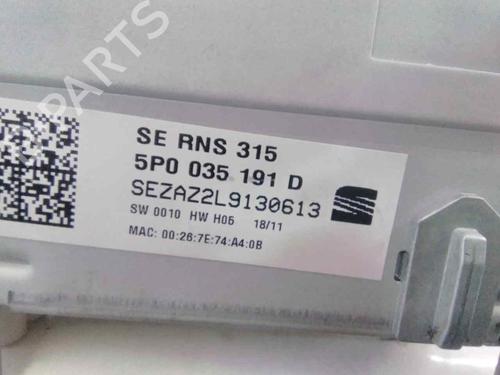 SE RNS 315
5P0 035 191 D
SEZAZ2L9130613
SW 0010 HW H06 18/11
MAC: 00:26:7E:74:A4:0B
B-PARTS